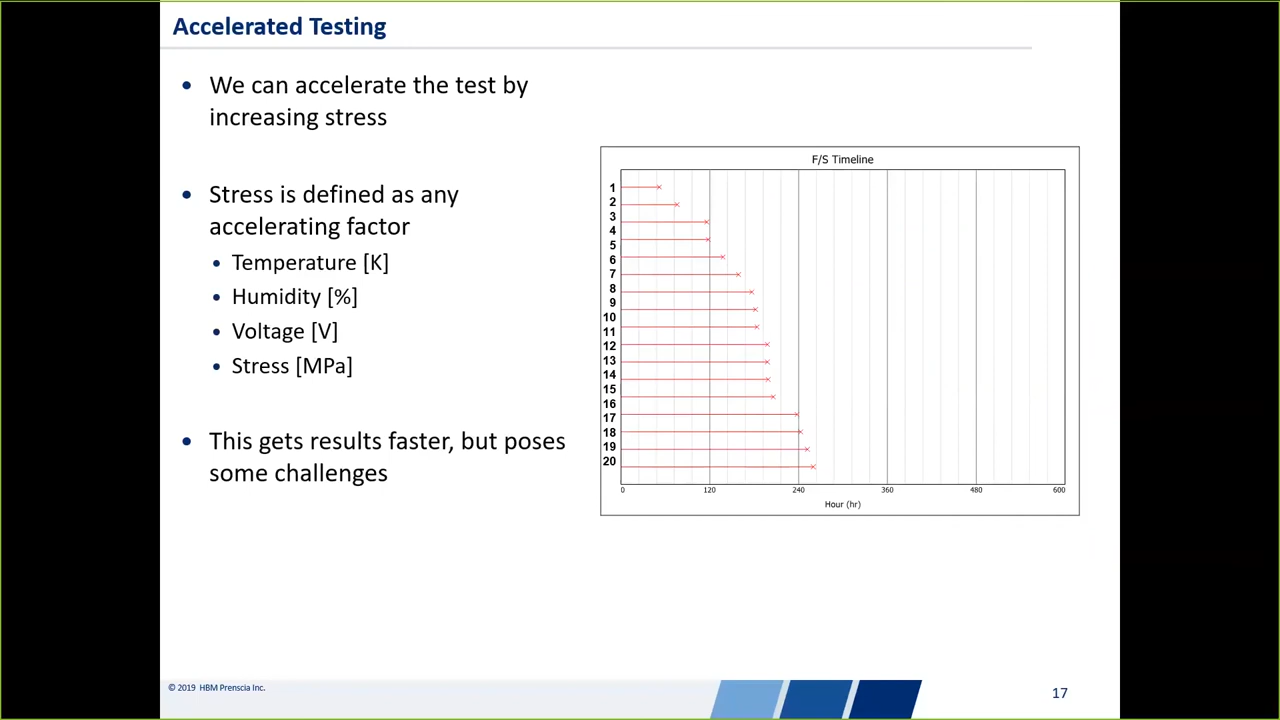 Accelerated Testing
• We can accelerate the test by
increasing stress
• Stress is defined as any
accelerating factor
• Temperature [K]
• Humidity [%]
• Voltage [V]
• Stress [MPa]
• This gets results faster, but poses
some challenges
F/S Timeline
1
2
3
4
5
6
7
8
9
10
11
12
13
14
15
16
17
18
19
20
0 120 240 360 480 600
Hour (hr)
© 2019 HBM Prenscia Inc.
17